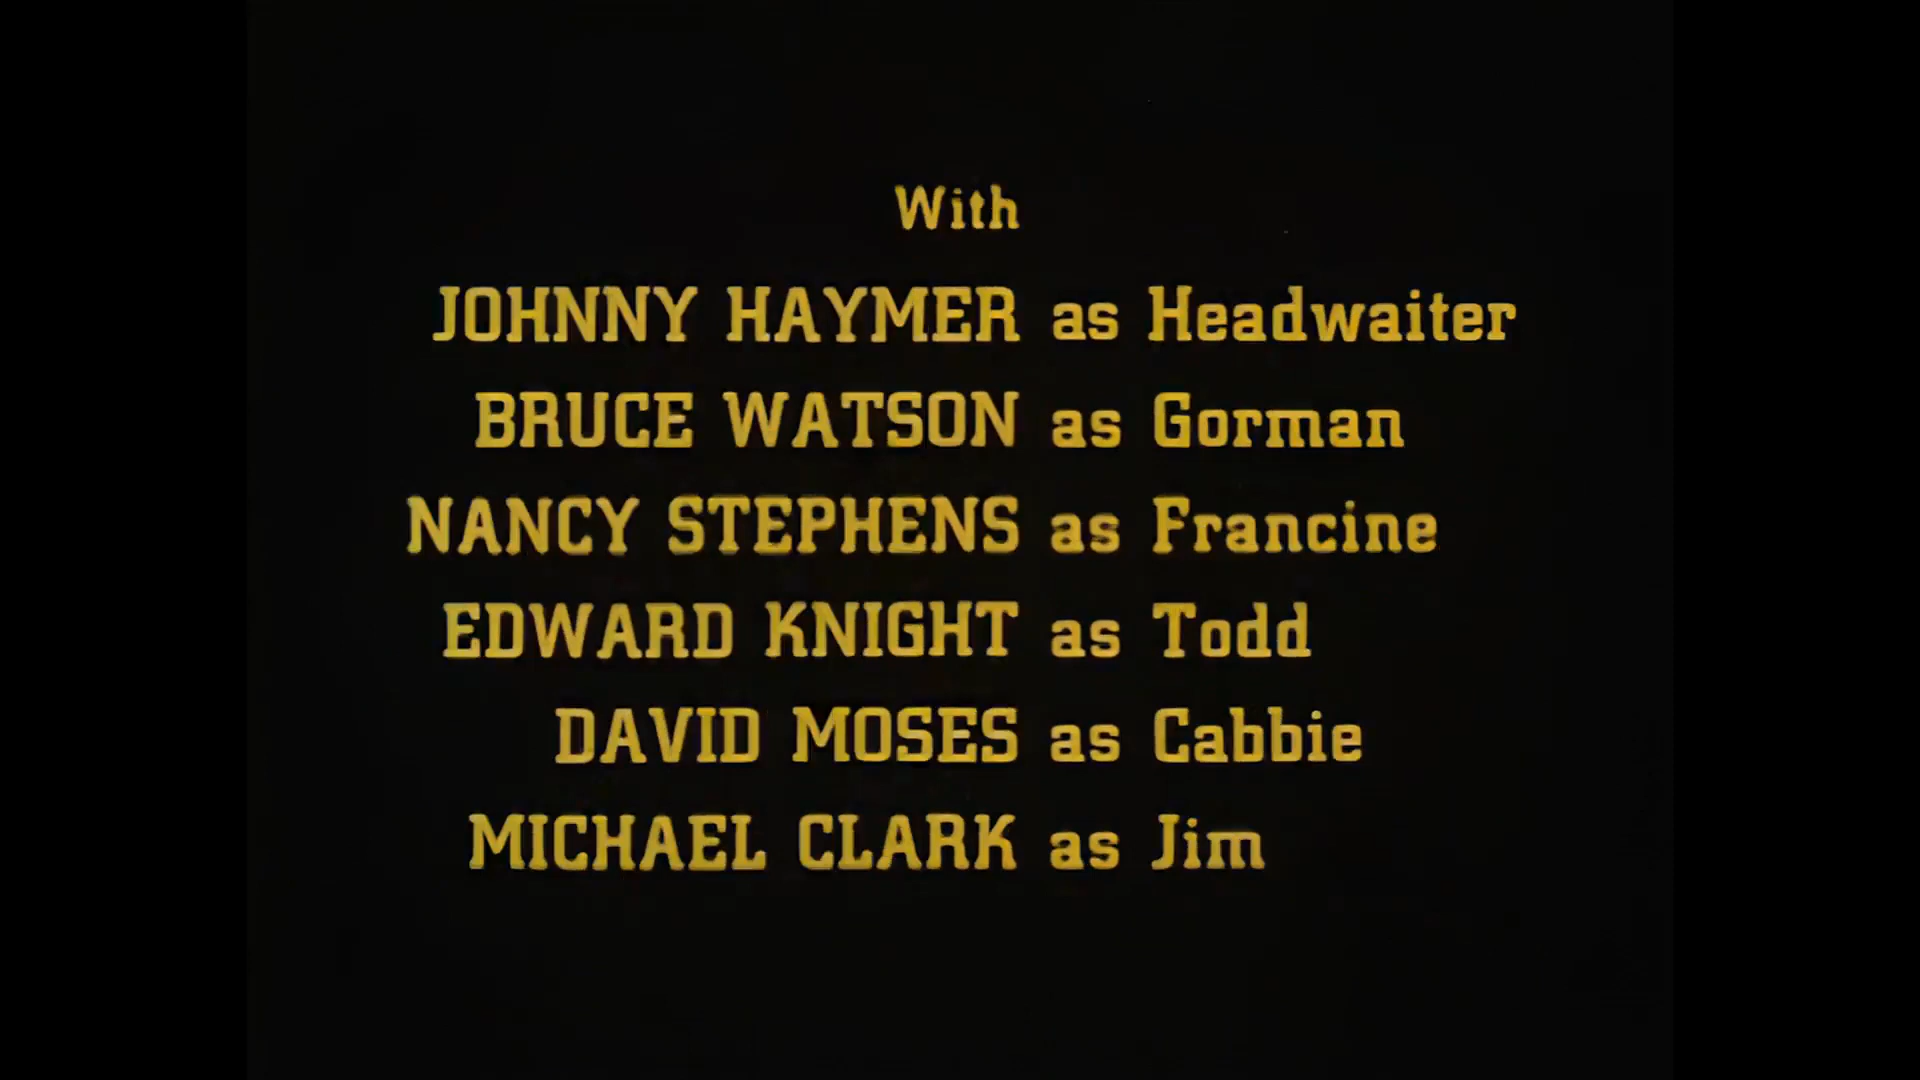 With
JOHNNY HAYMER as Headwaiter
BRUCE WATSON as Gorman
NANCY STEPHENS as Francine
EDWARD KNIGHT as Todd
DAVID MOSES as Cabbie
MICHAEL CLARK as Jim